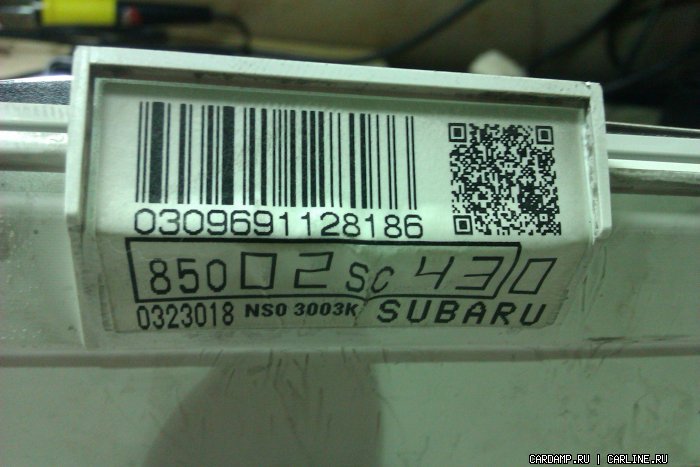 0309691128186
85002SC430
0323018 NS0 3003K SUBARU
CARDAMP.RU | CARLINE.RU